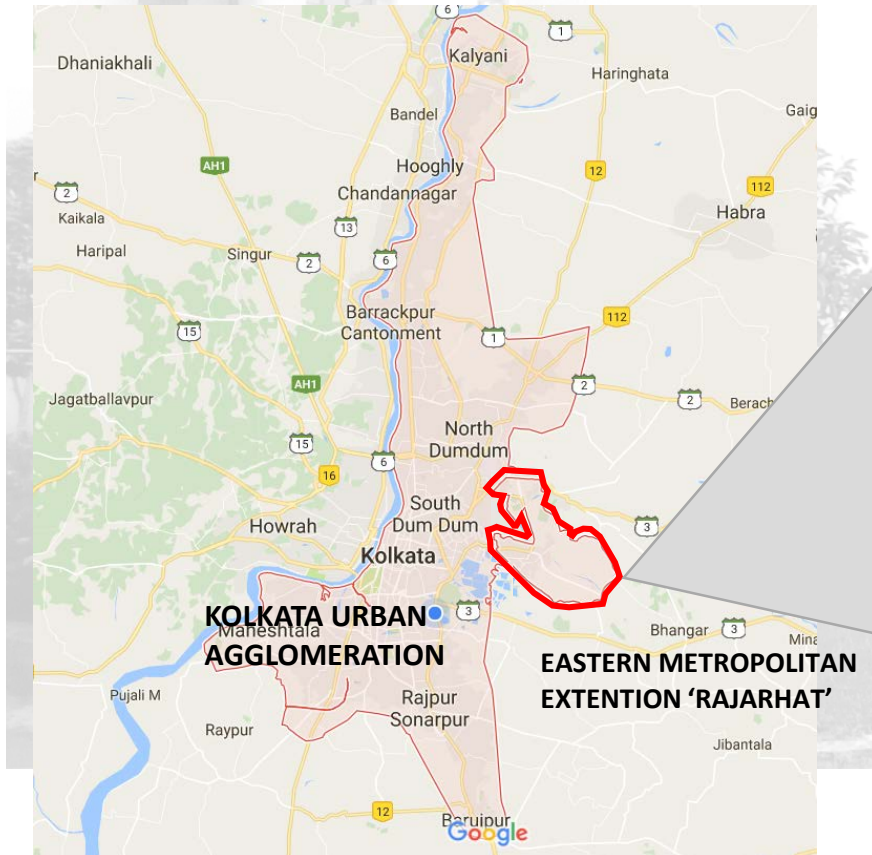 6
1
Kalyani
Dhaniakhali
Haringhata
Bandel
Gaig
AH1
Hooghly
12
2
Chandannagar
112
Kaikala
13
Habra
Haripal
Singur
2
6
Barrackpur
Cantonment
112
15
1
AH1
2
Jagatballavpur
2
Berach
North
Dumdum
15
6
16
South
Dum Dum
3
Howrah
Kolkata
KOLKATA URBAN
AGGLOMERATION
3
Maheshtala
Bhangar
3
Mina
EASTERN METROPOLITAN
EXTENTION ‘RAJARHAT’
Pujali M
Rajpur
Sonarpur
Raypur
Jibantala
12
Baruipur
Google